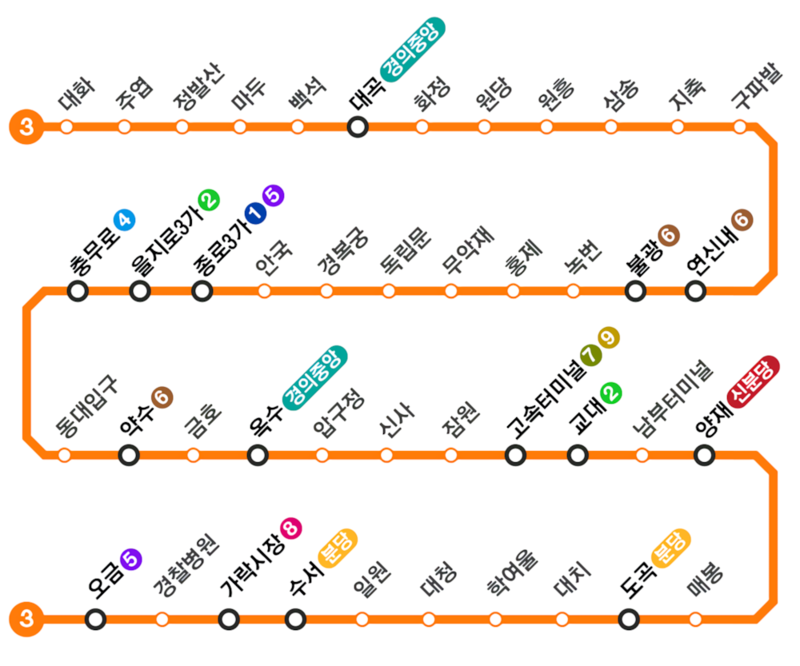 3 대화 주엽 정발산 마두 백석 대곡 경의중앙 화정 원당 원흥 삼송 지축 구파발
충무로 4 을지로3가 2 종로3가 1 5 안국 경복궁 독립문 무악재 홍제 녹번 불광 6 연신내 6
동대입구 약수 6 금호 옥수 경의중앙 압구정 신사 잠원 고속터미널 7 9 교대 2 남부터미널 양재 신분당
3 오금 5 경찰병원 가락시장 8 수서 분당 일원 대청 학여울 대치 도곡 분당 매봉